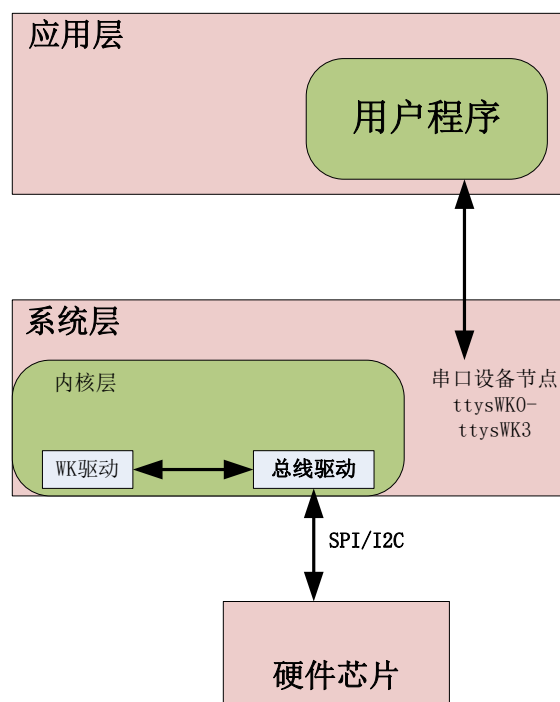 应用层
用户程序
系统层
内核层
串口设备节点
ttysWK0-
ttysWK3
WK驱动
总线驱动
SPI/I2C
硬件芯片